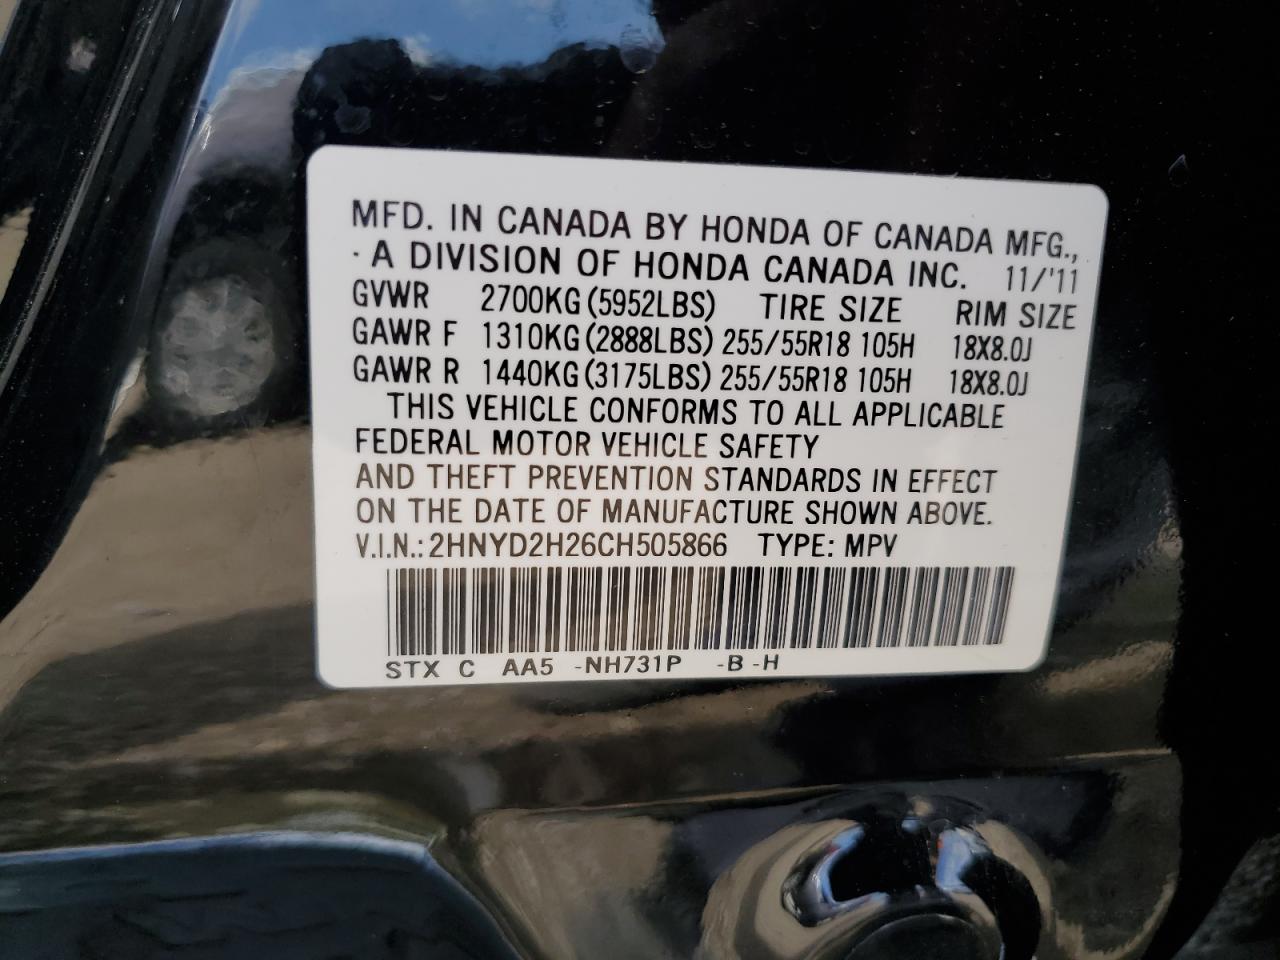 MFD. IN CANADA BY HONDA OF CANADA MFG.,
· A DIVISION OF HONDA CANADA INC. 11/'11
GVWR 2700KG (5952LBS) TIRE SIZE RIM SIZE
GAWR F 1310KG (2888LBS) 255/55R18 105H 18X8.0J
GAWR R 1440KG (3175LBS) 255/55R18 105H 18X8.0J
THIS VEHICLE CONFORMS TO ALL APPLICABLE
FEDERAL MOTOR VEHICLE SAFETY
AND THEFT PREVENTION STANDARDS IN EFFECT
ON THE DATE OF MANUFACTURE SHOWN ABOVE.
V.I.N.: 2HNYD2H26CH505866 TYPE: MPV
STX C AA5 -NH731P -B -H